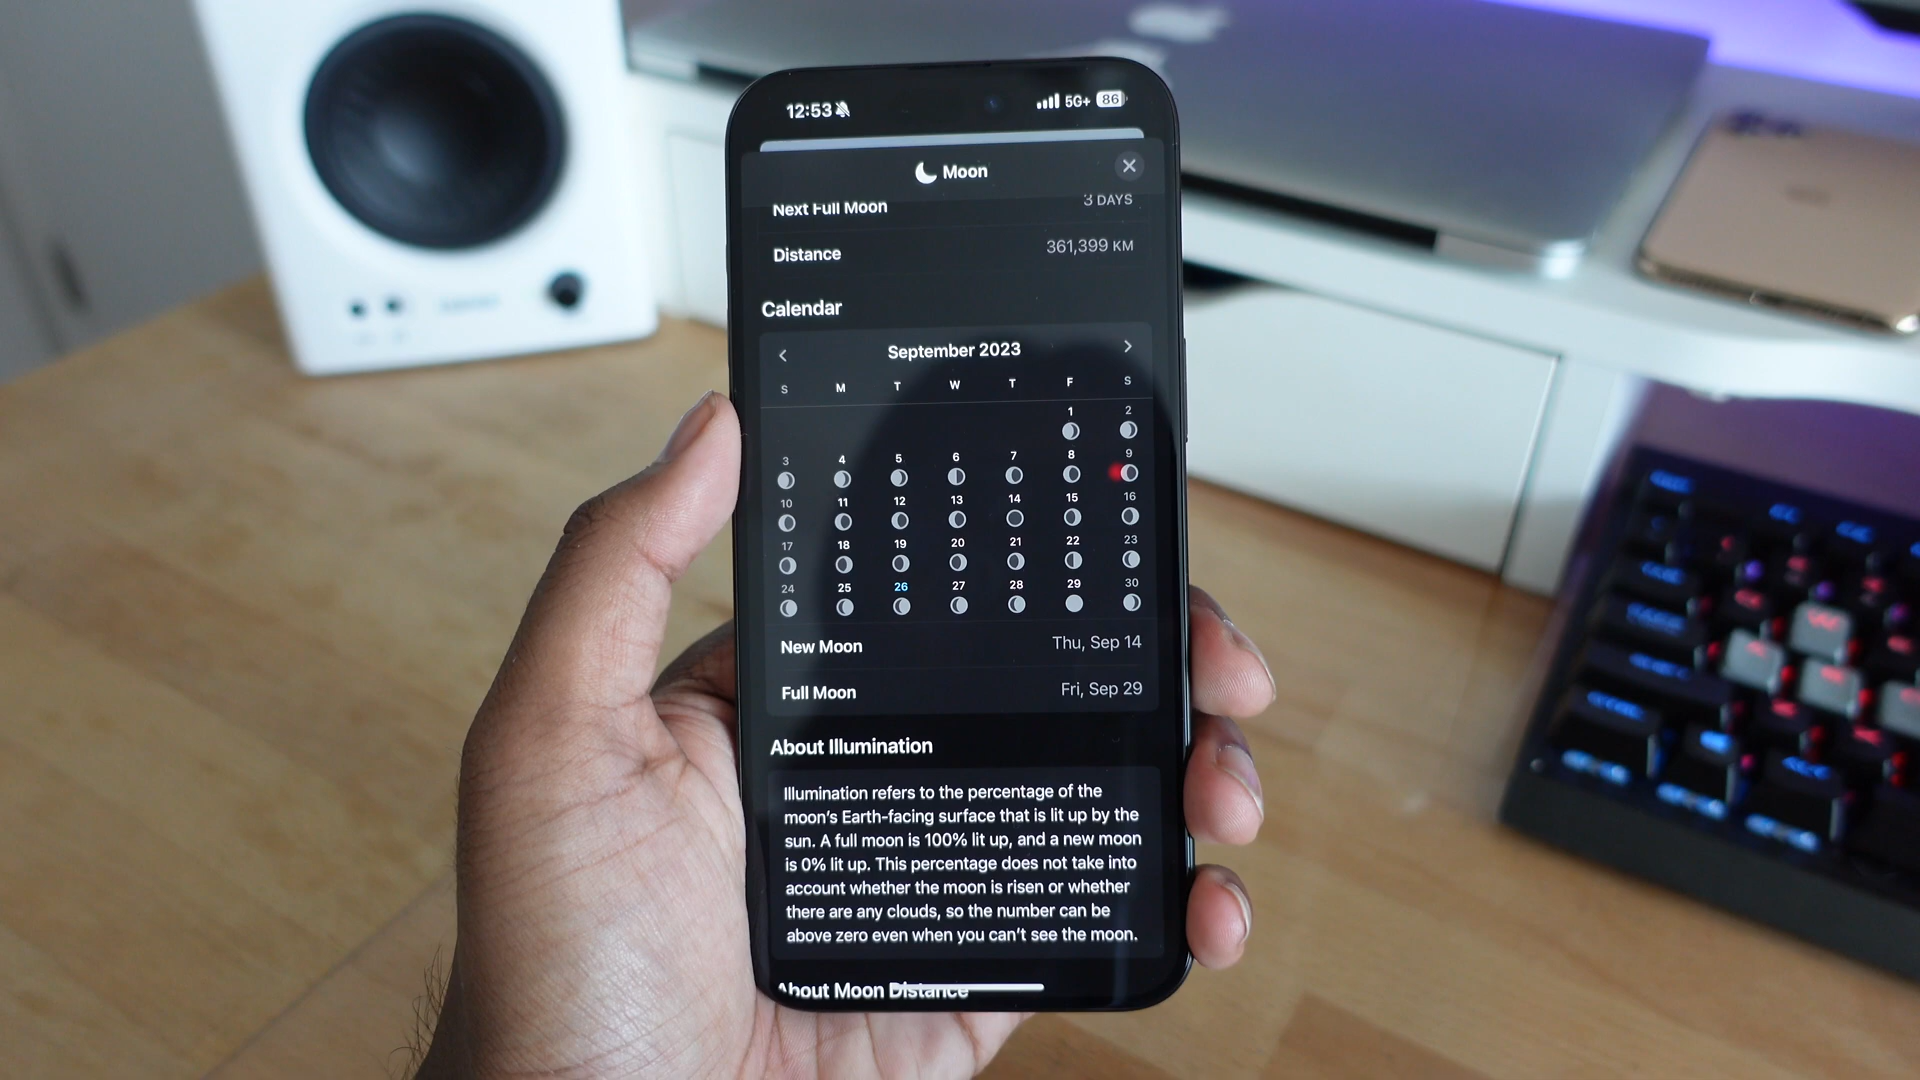 12:53 5G+ 86
Moon
Next Full Moon 3 DAYS
Distance 361,399 KM
Calendar
September 2023
S M T W T F S
1 2
3 4 5 6 7 8 9
10 11 12 13 14 15 16
17 18 19 20 21 22 23
24 25 26 27 28 29 30
New Moon Thu, Sep 14
Full Moon Fri, Sep 29
About Illumination
Illumination refers to the percentage of the
moon's Earth-facing surface that is lit up by the
sun. A full moon is 100% lit up, and a new moon
is 0% lit up. This percentage does not take into
account whether the moon is risen or whether
there are any clouds, so the number can be
above zero even when you can't see the moon.
About Moon Distance